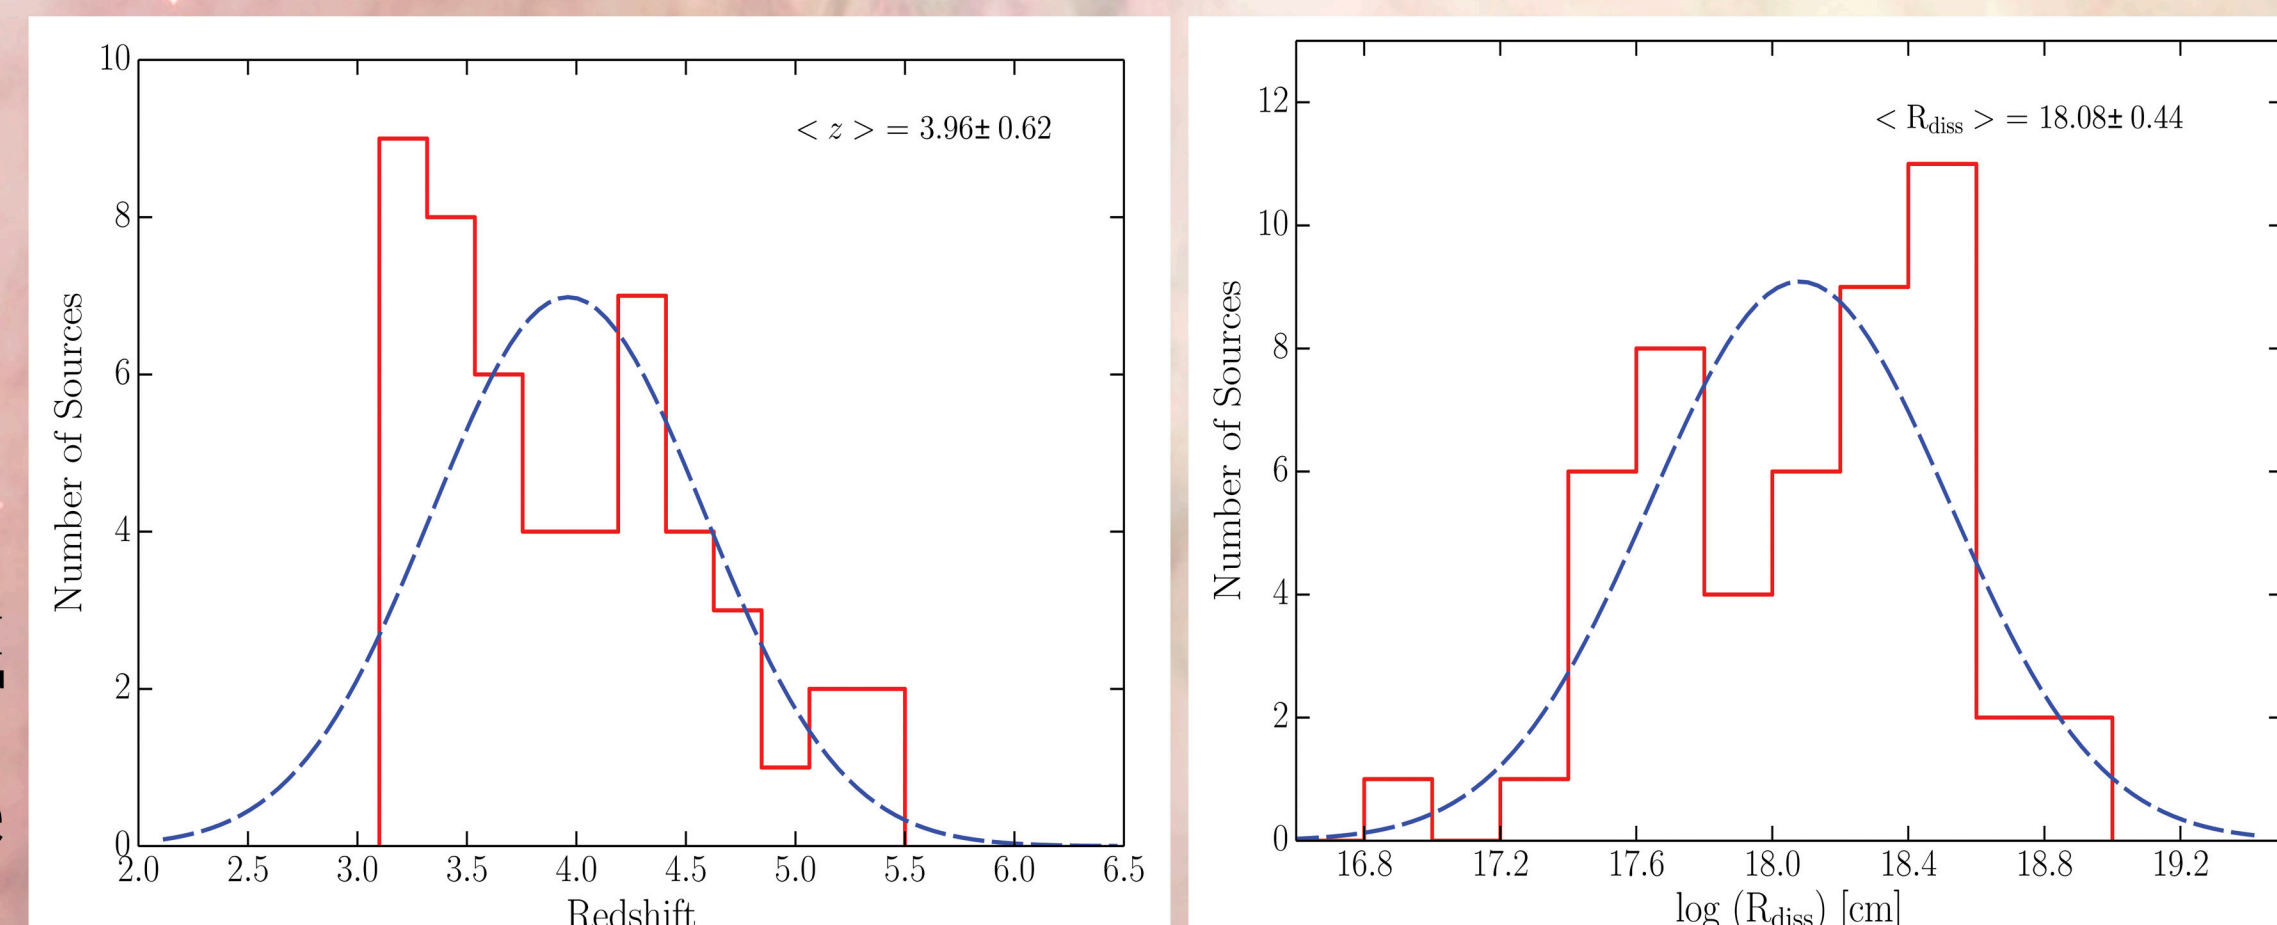 10
8
6
4
2
0
Number of Sources
< z > = 3.96± 0.62
2.0 2.5 3.0 3.5 4.0 4.5 5.0 5.5 6.0 6.5
Redshift
12
10
8
6
4
2
0
Number of Sources
< R_diss > = 18.08± 0.44
16.8 17.2 17.6 18.0 18.4 18.8 19.2
log (R_diss) [cm]